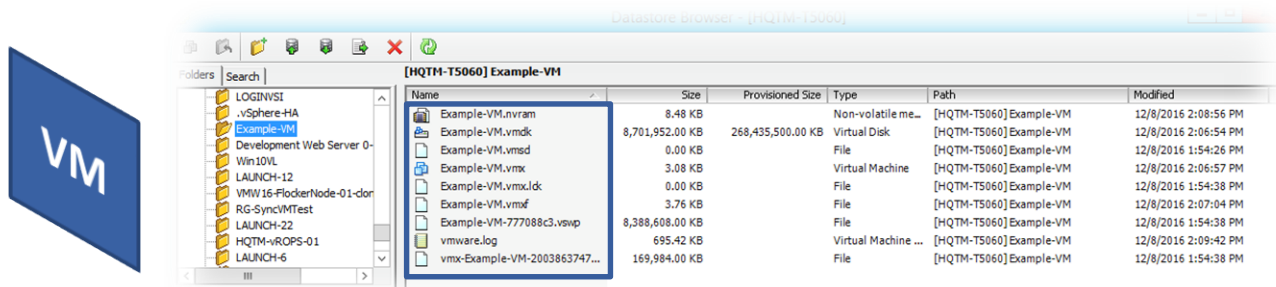 Datastore Browser - [HQTM-T5060]
Folders Search
[HQTM-T5060] Example-VM
VM
LOGINVSI
.vSphere-HA
Example-VM
Development Web Server 0-
Win10VL
LAUNCH-12
VMW16-FlockerNode-01-clon
RG-SyncVMTest
LAUNCH-22
HQTM-vROPS-01
LAUNCH-6
Name Size Provisioned Size Type Path Modified
Example-VM.nvram 8.48 KB Non-volatile me... [HQTM-T5060] Example-VM 12/8/2016 2:08:56 PM
Example-VM.vmdk 8,701,952.00 KB 268,435,500.00 KB Virtual Disk [HQTM-T5060] Example-VM 12/8/2016 2:06:54 PM
Example-VM.vmsd 0.00 KB File [HQTM-T5060] Example-VM 12/8/2016 1:54:26 PM
Example-VM.vmx 3.08 KB Virtual Machine [HQTM-T5060] Example-VM 12/8/2016 2:06:57 PM
Example-VM.vmx.lck 0.00 KB File [HQTM-T5060] Example-VM 12/8/2016 1:54:38 PM
Example-VM.vmxf 3.76 KB File [HQTM-T5060] Example-VM 12/8/2016 2:07:04 PM
Example-VM-777088c3.vswp 8,388,608.00 KB File [HQTM-T5060] Example-VM 12/8/2016 1:54:38 PM
vmware.log 695.42 KB Virtual Machine ... [HQTM-T5060] Example-VM 12/8/2016 2:09:42 PM
vmx-Example-VM-2003863747... 169,984.00 KB File [HQTM-T5060] Example-VM 12/8/2016 1:54:38 PM